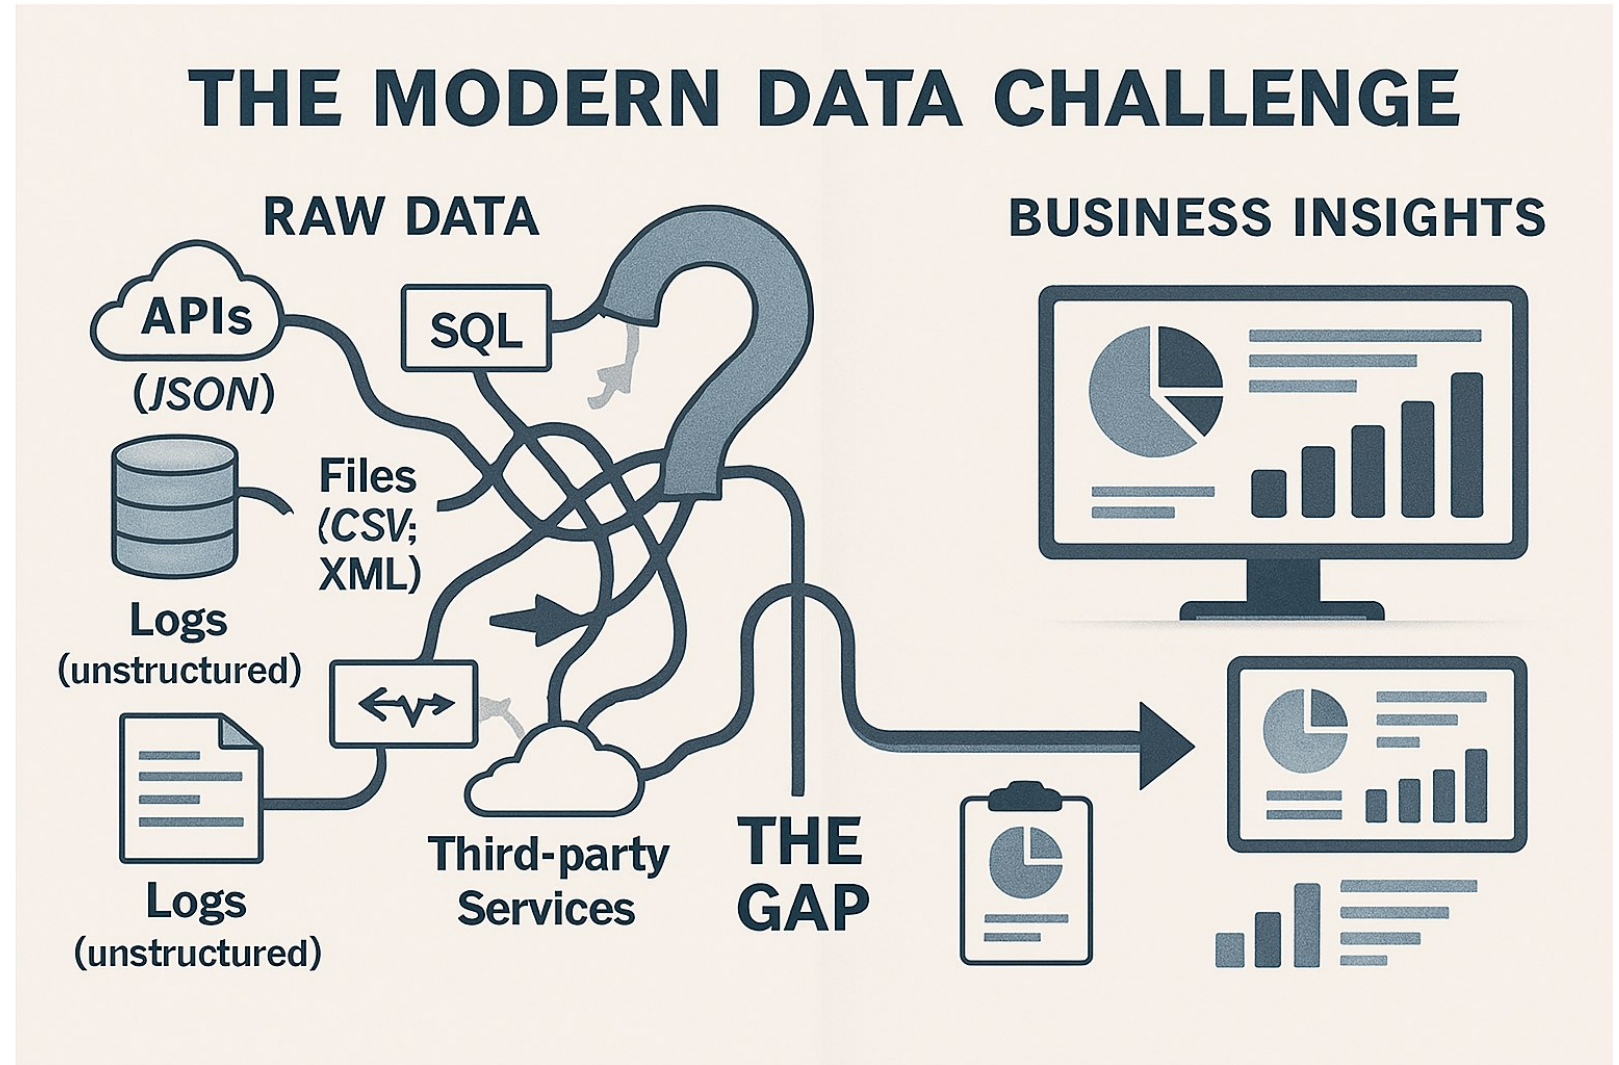 THE MODERN DATA CHALLENGE
RAW DATA
BUSINESS INSIGHTS
APIs
(JSON)
SQL
Files
(CSV;
XML)
Logs
(unstructured)
Logs
(unstructured)
Third-party
Services
THE
GAP